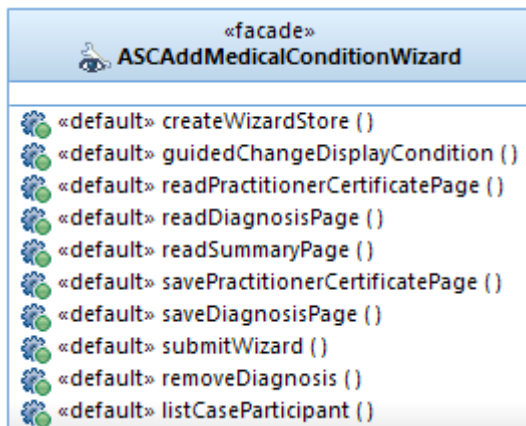 «facade»
ASCAddMedicalConditionWizard
«default» createWizardStore ( )
«default» guidedChangeDisplayCondition ( )
«default» readPractitionerCertificatePage ( )
«default» readDiagnosisPage ( )
«default» readSummaryPage ( )
«default» savePractitionerCertificatePage ( )
«default» saveDiagnosisPage ( )
«default» submitWizard ( )
«default» removeDiagnosis ( )
«default» listCaseParticipant ( )